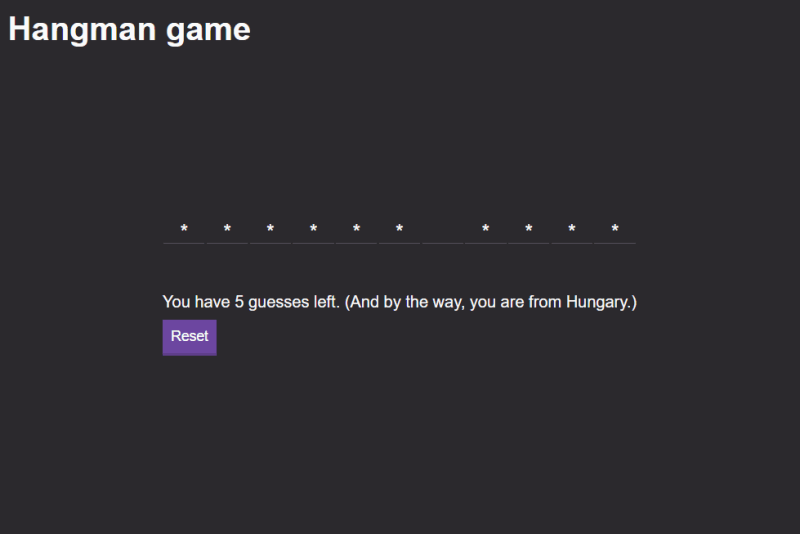 Hangman game
* * * * * * * * * *
You have 5 guesses left. (And by the way, you are from Hungary.)
Reset